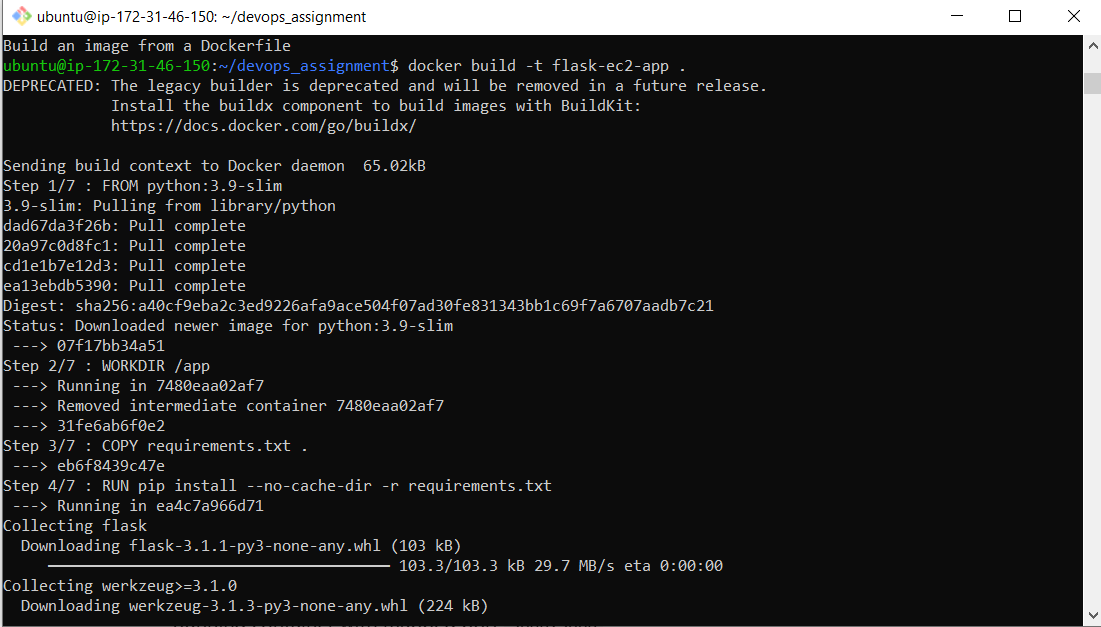 ubuntu@ip-172-31-46-150: ~/devops_assignment
Build an image from a Dockerfile
ubuntu@ip-172-31-46-150:~/devops_assignment$ docker build -t flask-ec2-app .
DEPRECATED: The legacy builder is deprecated and will be removed in a future release.
            Install the buildx component to build images with BuildKit:
            https://docs.docker.com/go/buildx/

Sending build context to Docker daemon  65.02kB
Step 1/7 : FROM python:3.9-slim
3.9-slim: Pulling from library/python
dad67da3f26b: Pull complete
20a97c0d8fc1: Pull complete
cd1e1b7e12d3: Pull complete
ea13ebdb5390: Pull complete
Digest: sha256:a40cf9eba2c3ed9226afa9ace504f07ad30fe831343bb1c69f7a6707aadb7c21
Status: Downloaded newer image for python:3.9-slim
 ---> 07f17bb34a51
Step 2/7 : WORKDIR /app
 ---> Running in 7480eaa02af7
 ---> Removed intermediate container 7480eaa02af7
 ---> 31fe6ab6f0e2
Step 3/7 : COPY requirements.txt .
 ---> eb6f8439c47e
Step 4/7 : RUN pip install --no-cache-dir -r requirements.txt
 ---> Running in ea4c7a966d71
Collecting flask
  Downloading flask-3.1.1-py3-none-any.whl (103 kB)
     103.3/103.3 kB 29.7 MB/s eta 0:00:00
Collecting werkzeug>=3.1.0
  Downloading werkzeug-3.1.3-py3-none-any.whl (224 kB)